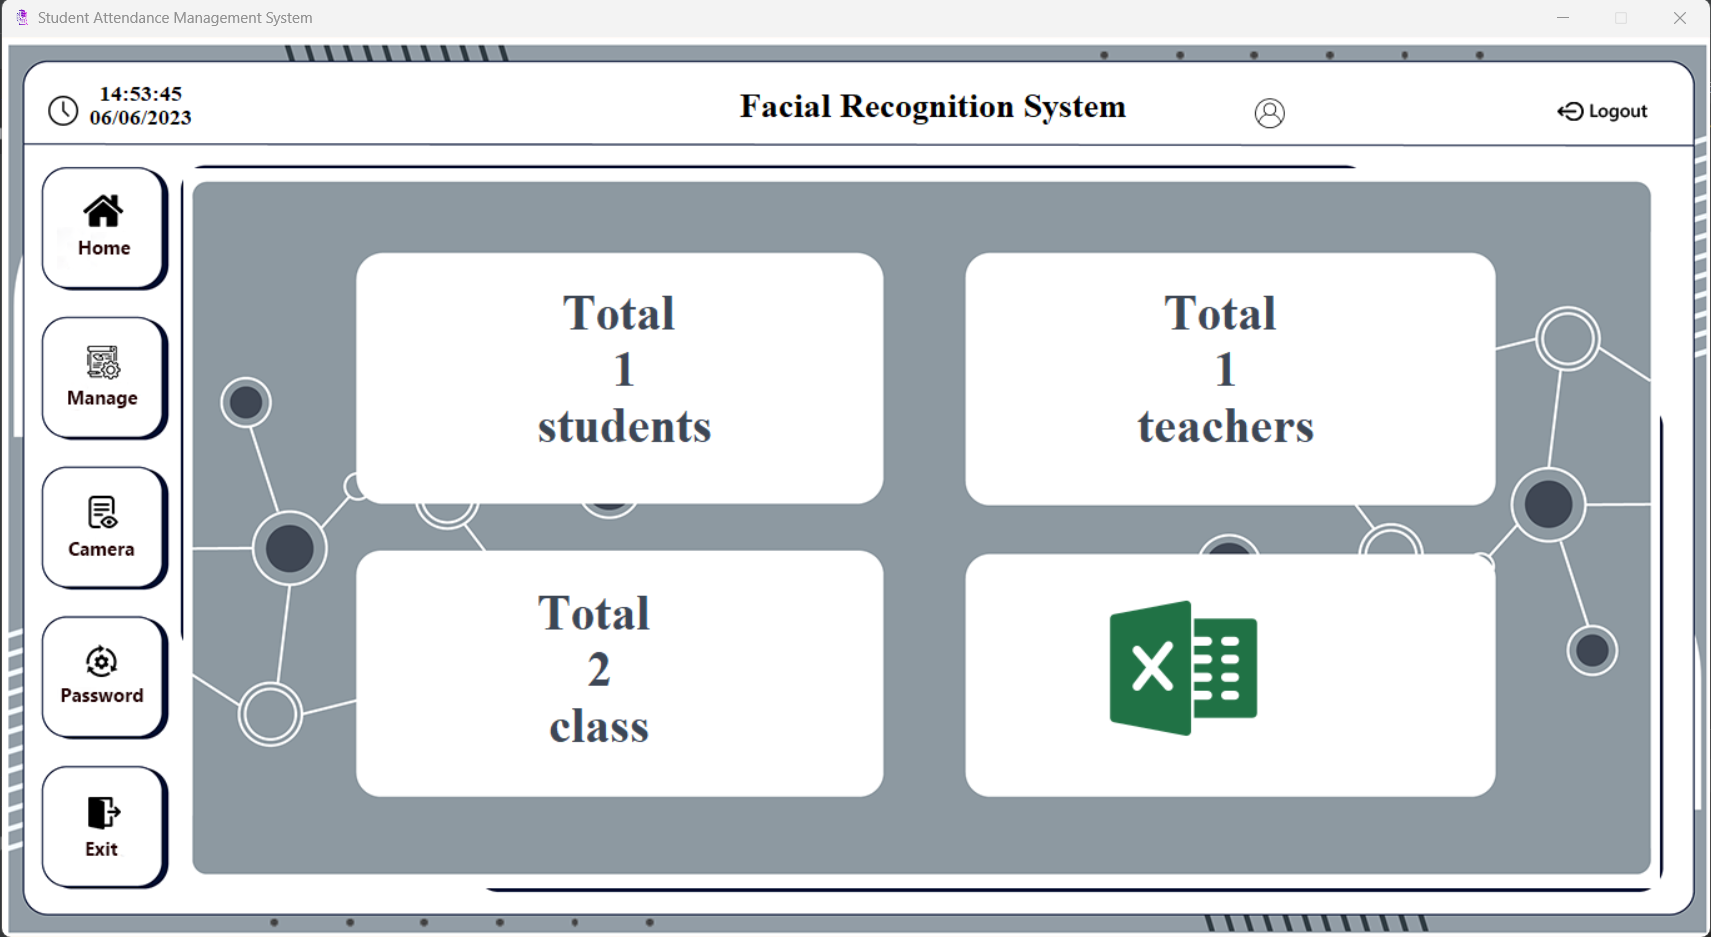 Student Attendance Management System
14:53:45
06/06/2023
Facial Recognition System
Logout
Home
Manage
Camera
Password
Exit
Total
1
students
Total
1
teachers
Total
2
class
X